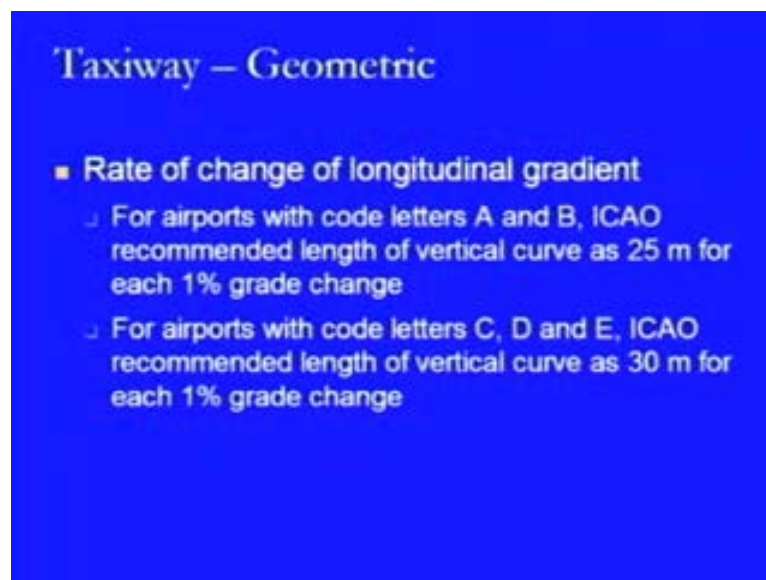 Taxiway – Geometric
Rate of change of longitudinal gradient
For airports with code letters A and B, ICAO
recommended length of vertical curve as 25 m for
each 1% grade change
For airports with code letters C, D and E, ICAO
recommended length of vertical curve as 30 m for
each 1% grade change